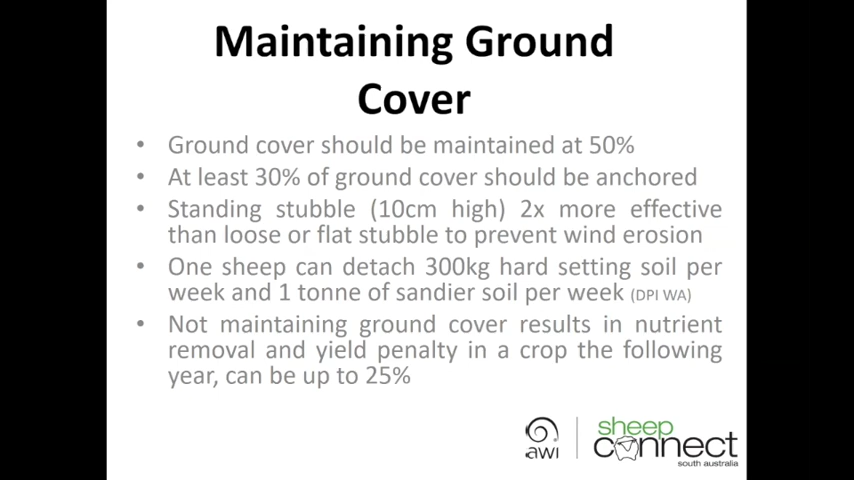 Maintaining Ground
Cover
• Ground cover should be maintained at 50%
• At least 30% of ground cover should be anchored
• Standing stubble (10cm high) 2x more effective
than loose or flat stubble to prevent wind erosion
• One sheep can detach 300kg hard setting soil per
week and 1 tonne of sandier soil per week (DPI WA)
• Not maintaining ground cover results in nutrient
removal and yield penalty in a crop the following
year, can be up to 25%
awi
sheep
connect
south australia